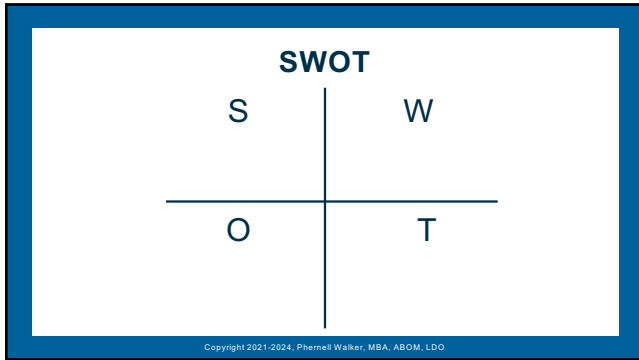 SWOT
S W
O T
Copyright 2021-2024, Phernell Walker, MBA, ABOM, LDO